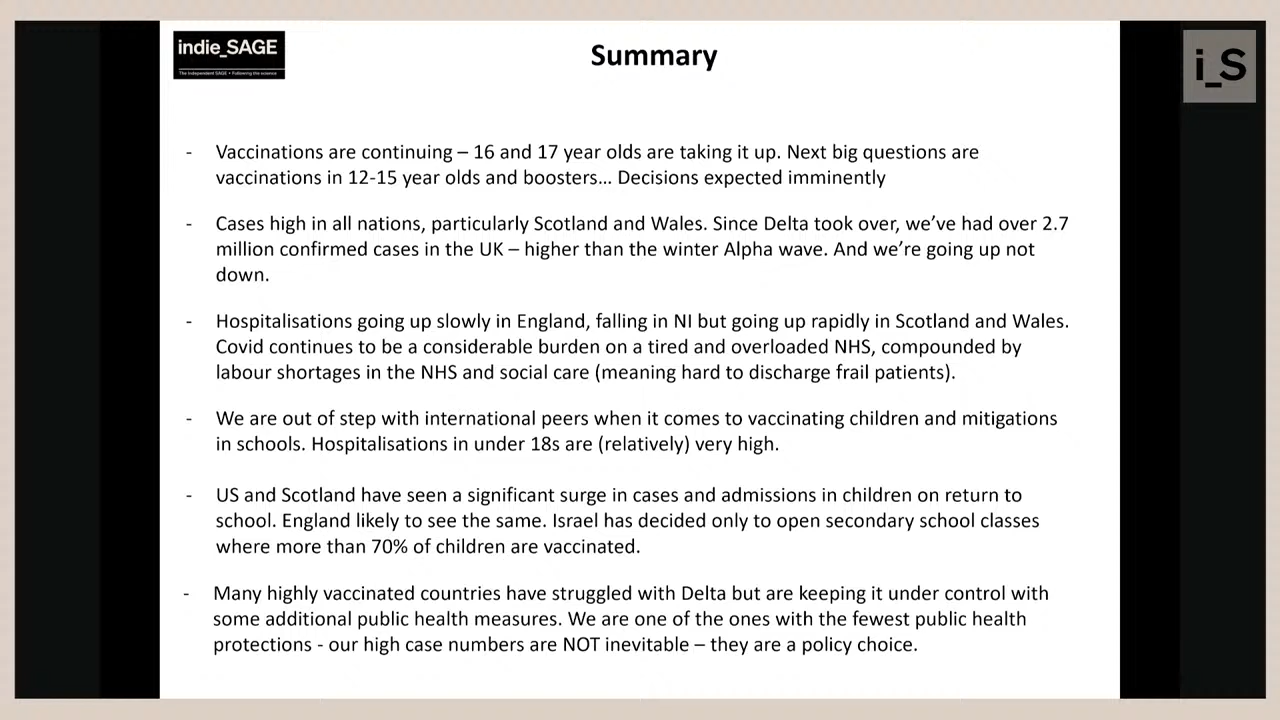 indie_SAGE
The Independent SAGE • Following the science
Summary
i_S
- Vaccinations are continuing – 16 and 17 year olds are taking it up. Next big questions are
vaccinations in 12-15 year olds and boosters… Decisions expected imminently
- Cases high in all nations, particularly Scotland and Wales. Since Delta took over, we’ve had over 2.7
million confirmed cases in the UK – higher than the winter Alpha wave. And we’re going up not
down.
- Hospitalisations going up slowly in England, falling in NI but going up rapidly in Scotland and Wales.
Covid continues to be a considerable burden on a tired and overloaded NHS, compounded by
labour shortages in the NHS and social care (meaning hard to discharge frail patients).
- We are out of step with international peers when it comes to vaccinating children and mitigations
in schools. Hospitalisations in under 18s are (relatively) very high.
- US and Scotland have seen a significant surge in cases and admissions in children on return to
school. England likely to see the same. Israel has decided only to open secondary school classes
where more than 70% of children are vaccinated.
- Many highly vaccinated countries have struggled with Delta but are keeping it under control with
some additional public health measures. We are one of the ones with the fewest public health
protections - our high case numbers are NOT inevitable – they are a policy choice.